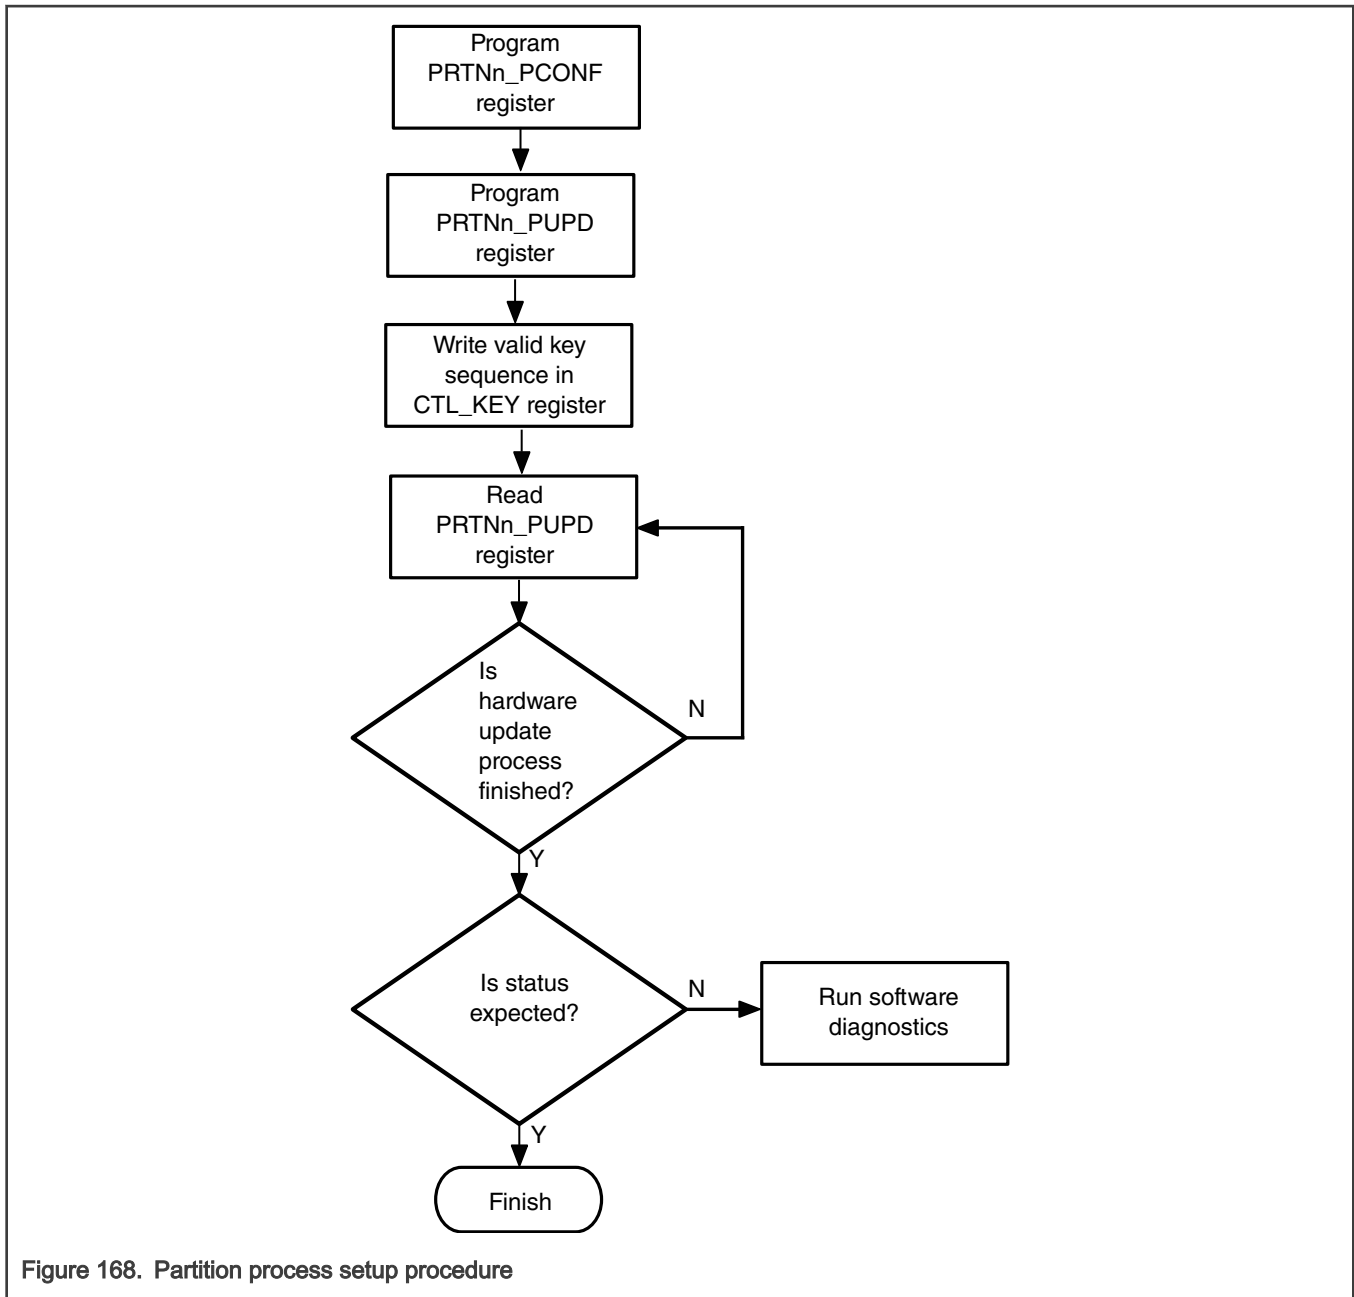 Program
PRTNn_PCONF
register
Program
PRTNn_PUPD
register
Write valid key
sequence in
CTL_KEY register
Read
PRTNn_PUPD
register
Is
hardware
update
process
finished?
N
Y
Is status
expected?
N
Run software
diagnostics
Y
Finish
Figure 168. Partition process setup procedure